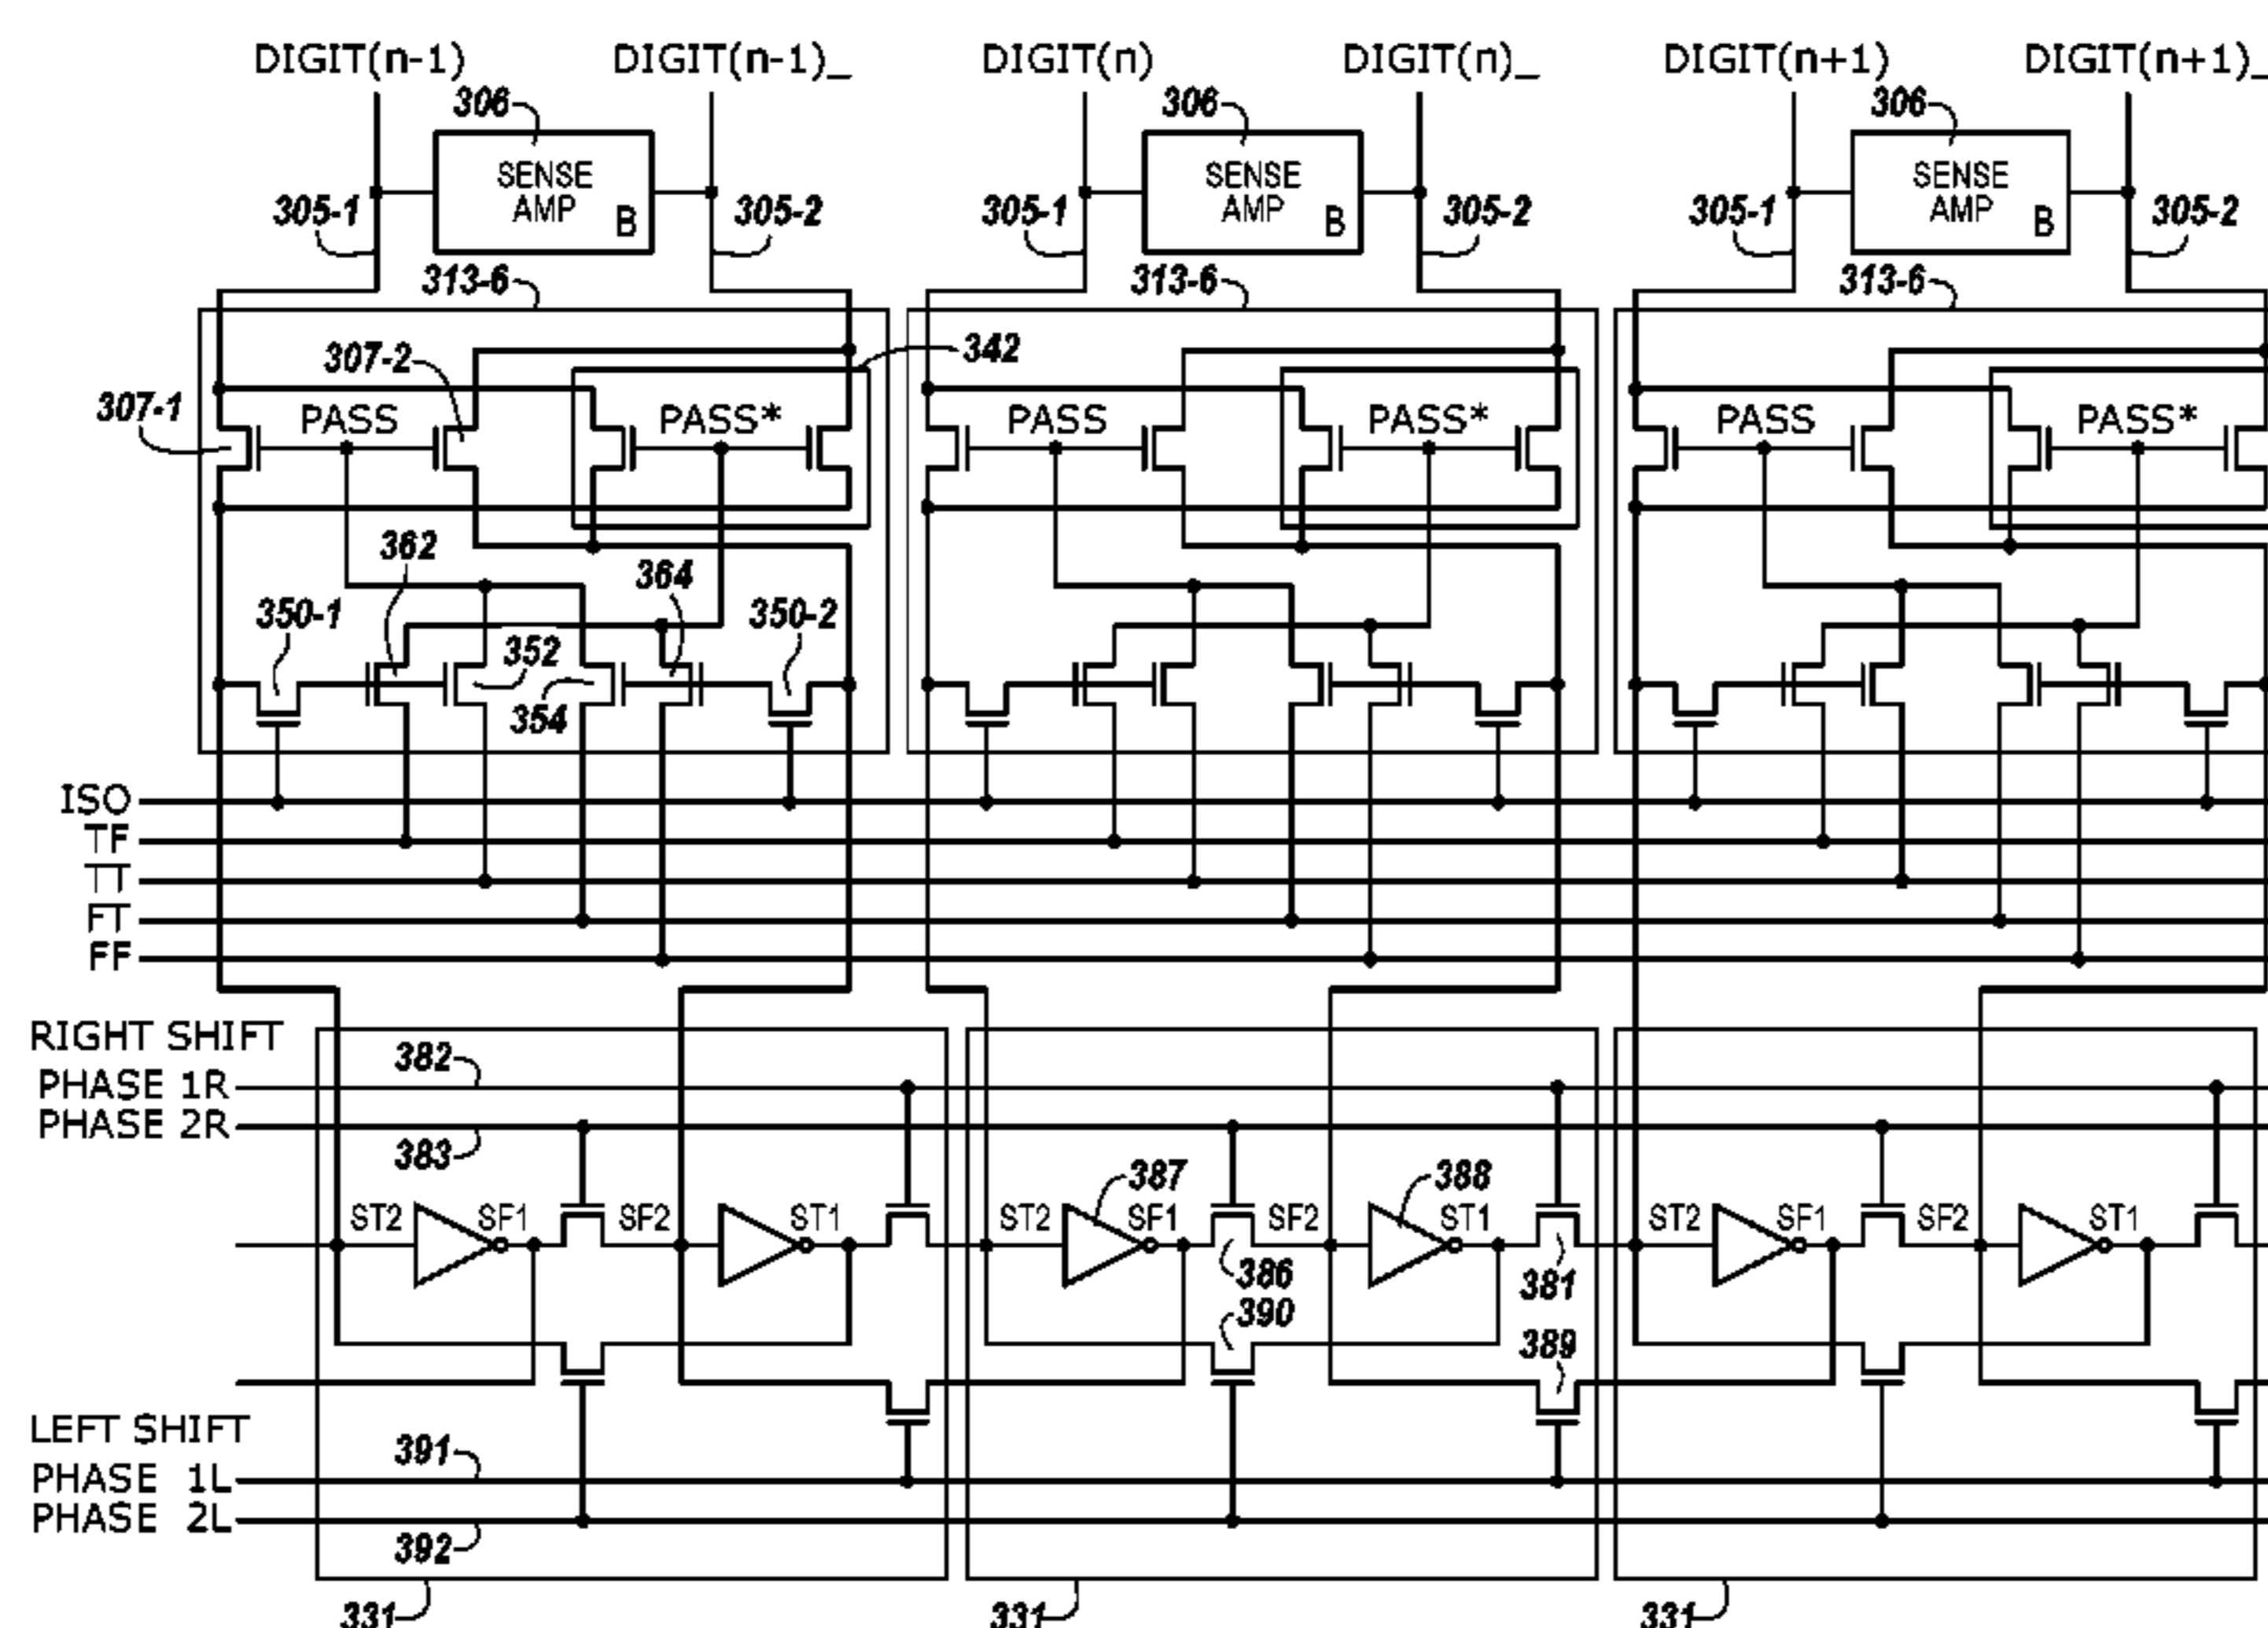 DIGIT(n-1) DIGIT(n-1)_ DIGIT(n) DIGIT(n)_ DIGIT(n+1) DIGIT(n+1)_
306 306 306
SENSE AMP B SENSE AMP B SENSE AMP B
305-1 305-2 305-1 305-2 305-1 305-2
313-6 313-6 313-6
307-2 342
307-1 PASS PASS* PASS PASS* PASS PASS*
362 364
350-1 352 350-2
354
ISO
TF
TT
FT
FF
RIGHT SHIFT
382
PHASE 1R
PHASE 2R
383
387 388
ST2 SF1 SF2 ST1 ST2 SF1 SF2 ST1 ST2 SF1 SF2 ST1
386 381
390
389
LEFT SHIFT
391
PHASE 1L
PHASE 2L
392
331 331 331